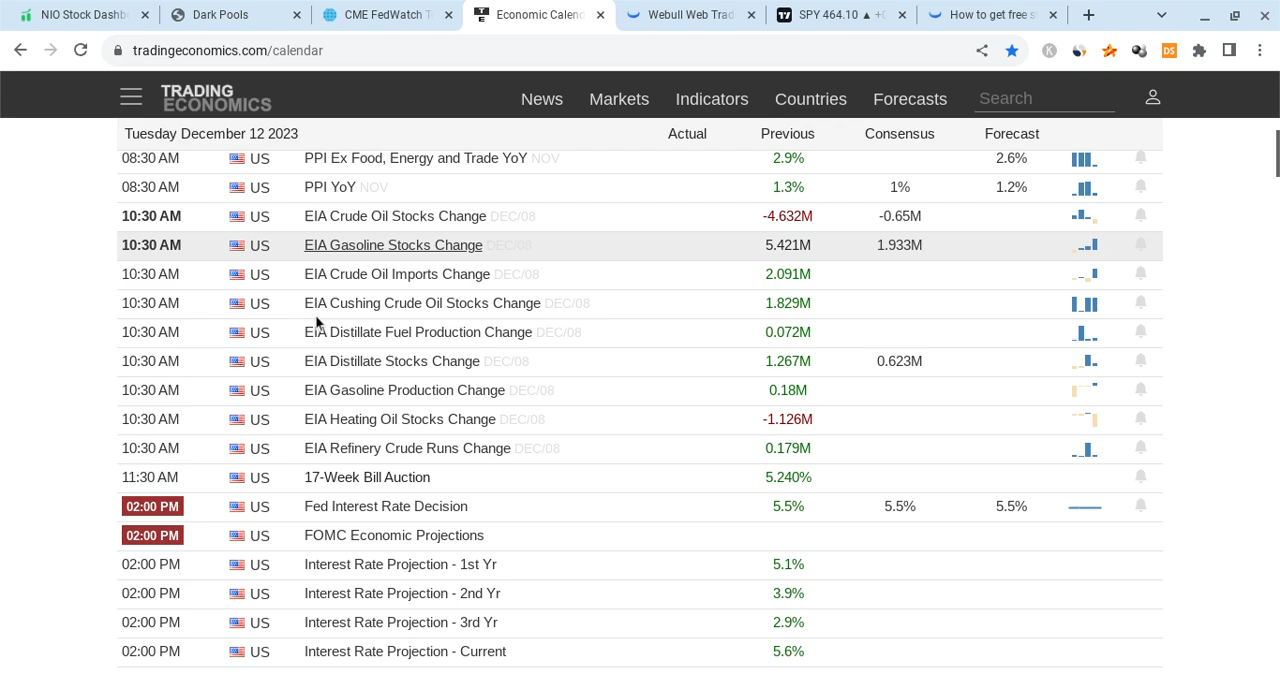 NIO Stock Dashb
Dark Pools
CME FedWatch T
Economic Calend
Webull Web Trad
SPY 464.10 ▲ +0
How to get free s
tradingeconomics.com/calendar
K
DS
TRADING ECONOMICS
News Markets Indicators Countries Forecasts Search
Tuesday December 12 2023 Actual Previous Consensus Forecast
08:30 AM US PPI Ex Food, Energy and Trade YoY NOV 2.9% 2.6%
08:30 AM US PPI YoY NOV 1.3% 1% 1.2%
10:30 AM US EIA Crude Oil Stocks Change DEC/08 -4.632M -0.65M
10:30 AM US EIA Gasoline Stocks Change DEC/08 5.421M 1.933M
10:30 AM US EIA Crude Oil Imports Change DEC/08 2.091M
10:30 AM US EIA Cushing Crude Oil Stocks Change DEC/08 1.829M
10:30 AM US EIA Distillate Fuel Production Change DEC/08 0.072M
10:30 AM US EIA Distillate Stocks Change DEC/08 1.267M 0.623M
10:30 AM US EIA Gasoline Production Change DEC/08 0.18M
10:30 AM US EIA Heating Oil Stocks Change DEC/08 -1.126M
10:30 AM US EIA Refinery Crude Runs Change DEC/08 0.179M
11:30 AM US 17-Week Bill Auction 5.240%
02:00 PM US Fed Interest Rate Decision 5.5% 5.5% 5.5%
02:00 PM US FOMC Economic Projections
02:00 PM US Interest Rate Projection - 1st Yr 5.1%
02:00 PM US Interest Rate Projection - 2nd Yr 3.9%
02:00 PM US Interest Rate Projection - 3rd Yr 2.9%
02:00 PM US Interest Rate Projection - Current 5.6%